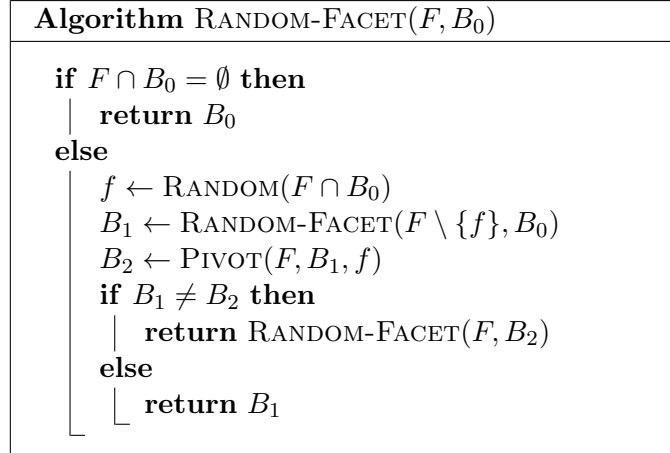 Algorithm RANDOM-FACET(F, B₀)
if F ∩ B₀ = ∅ then
return B₀
else
f ← RANDOM(F ∩ B₀)
B₁ ← RANDOM-FACET(F \ {f}, B₀)
B₂ ← PIVOT(F, B₁, f)
if B₁ ≠ B₂ then
return RANDOM-FACET(F, B₂)
else
return B₁